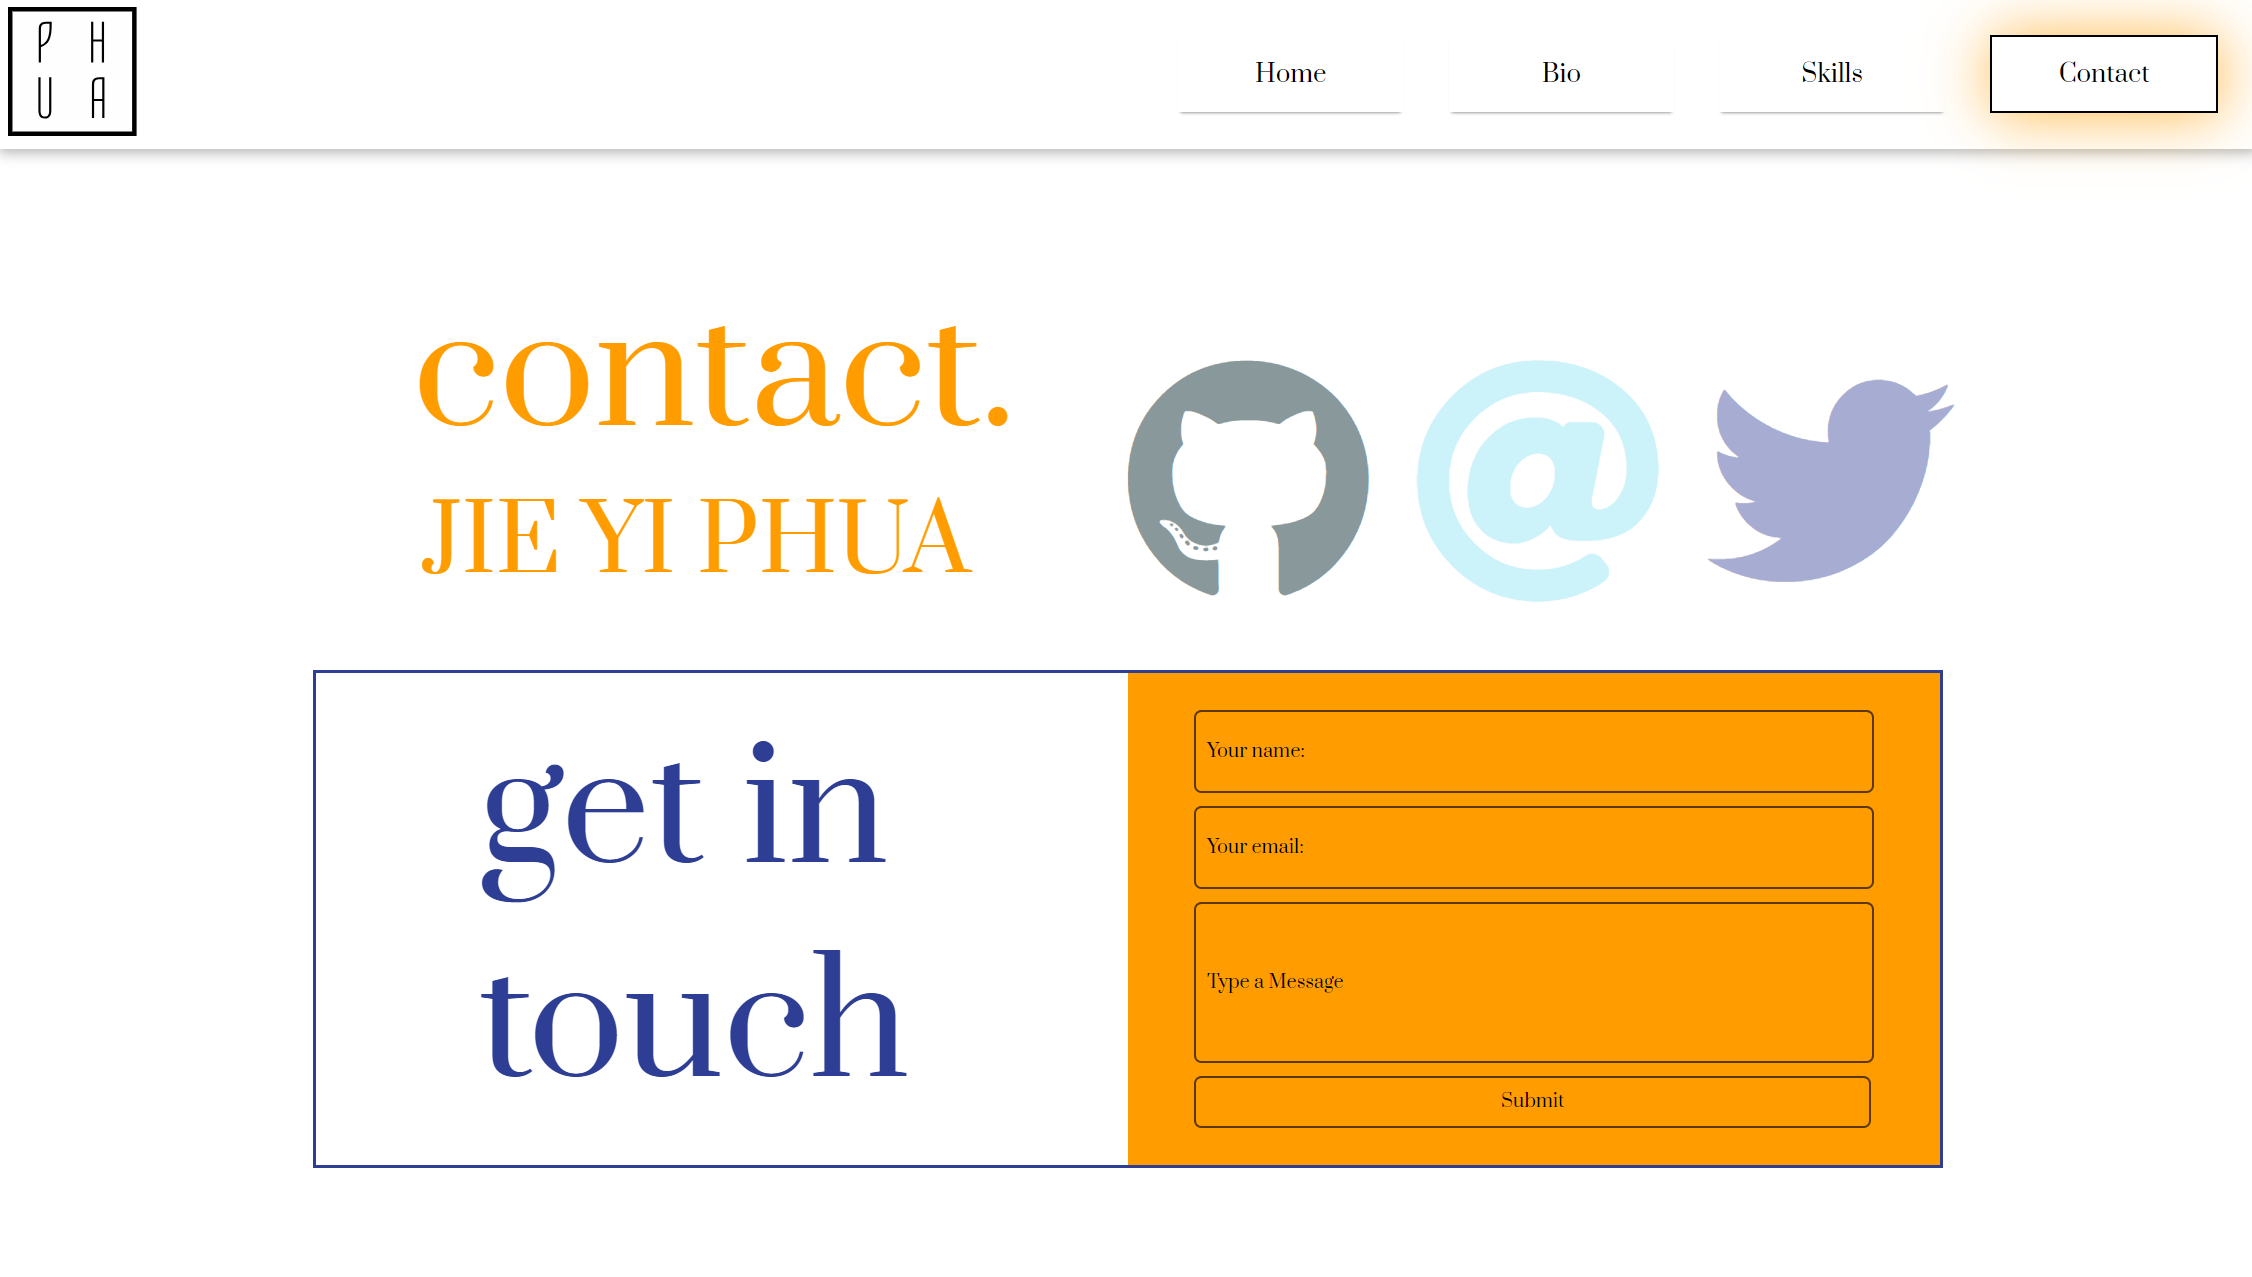 P H
U A
Home Bio Skills Contact
contact.
JIE YI PHUA
@
get in
touch
Your name:
Your email:
Type a Message
Submit